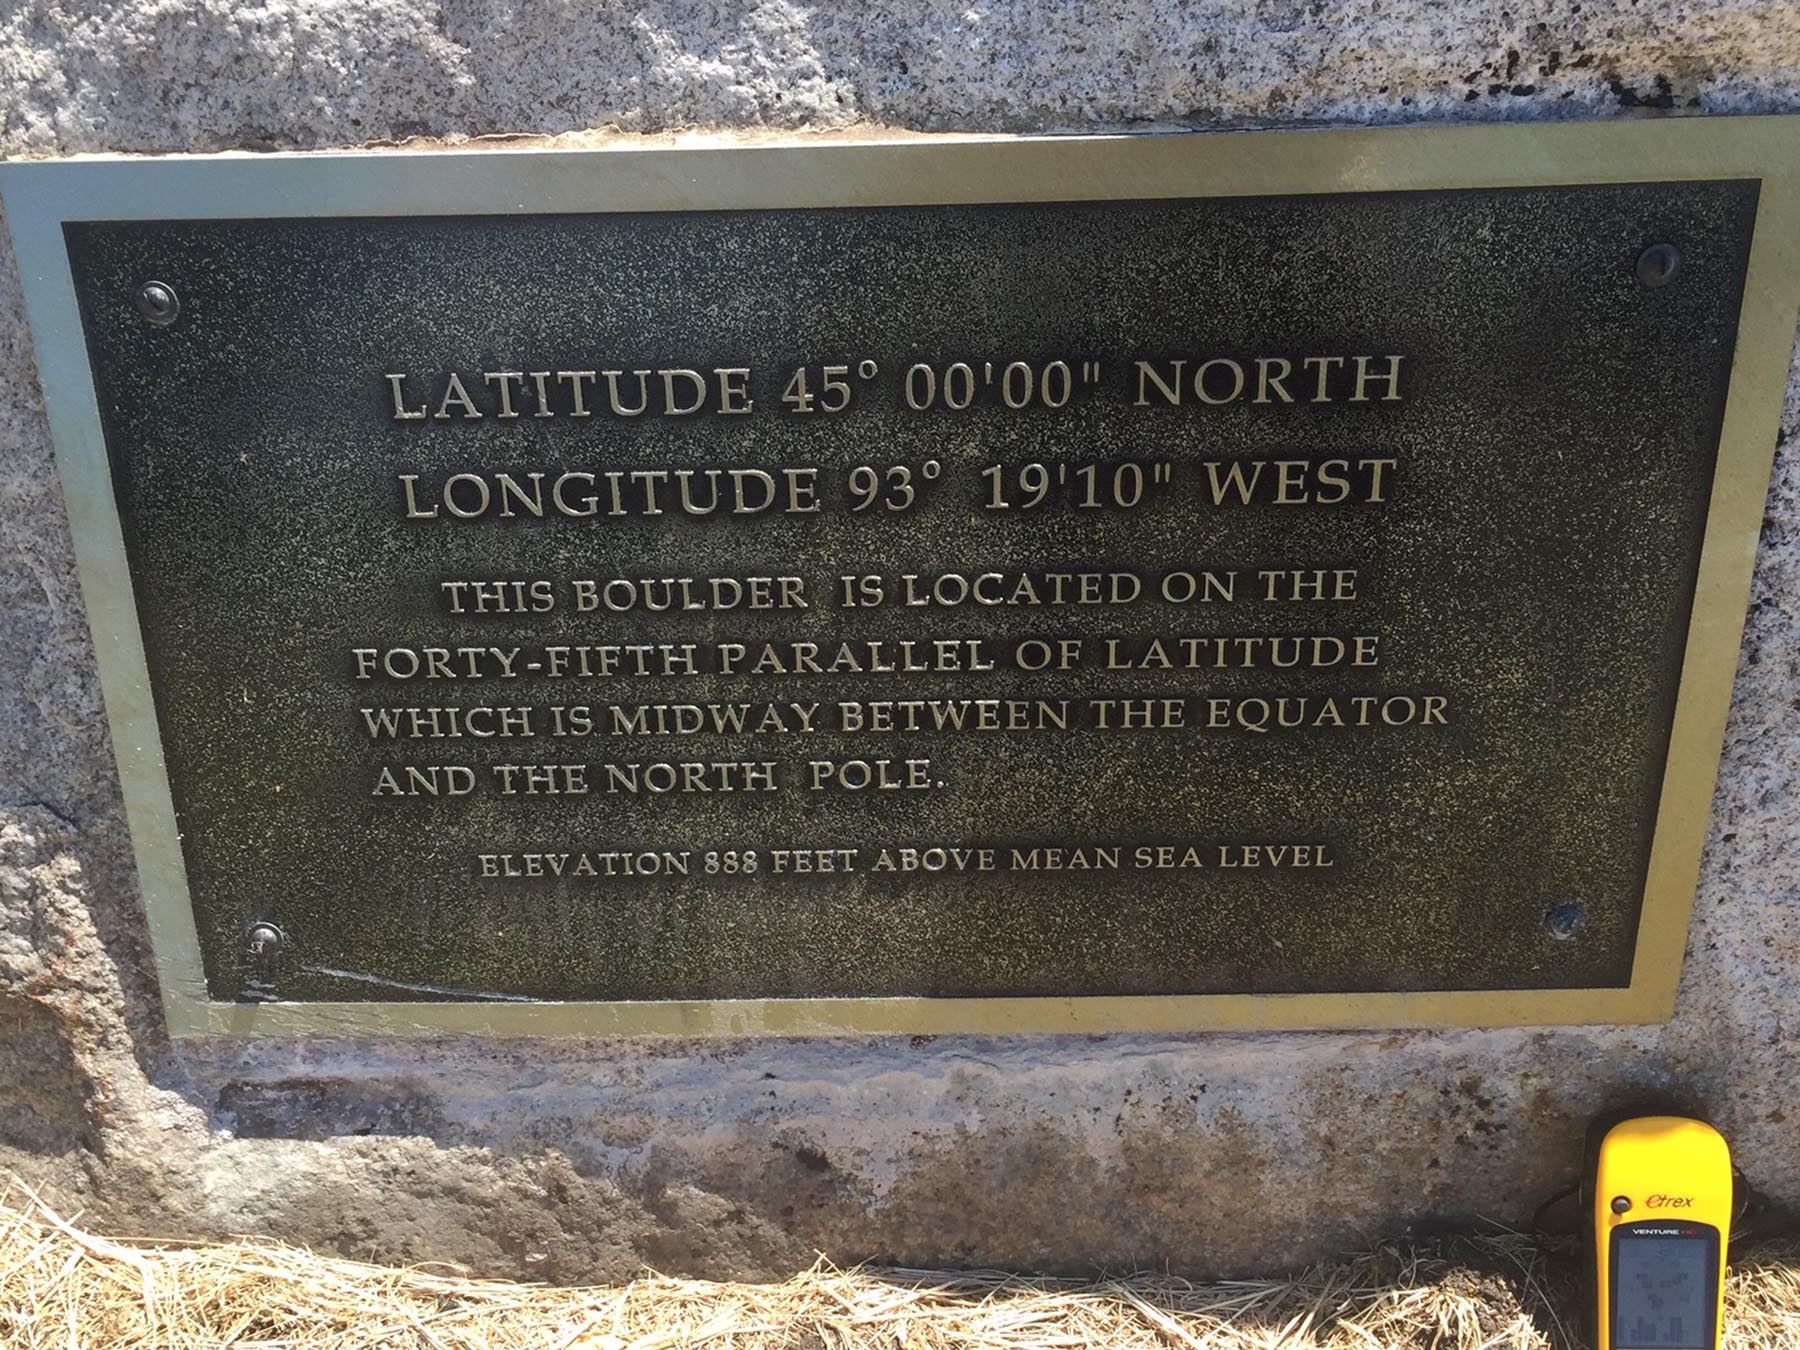 LATITUDE 45° 00'00" NORTH
LONGITUDE 93° 19'10" WEST
THIS BOULDER IS LOCATED ON THE
FORTY-FIFTH PARALLEL OF LATITUDE
WHICH IS MIDWAY BETWEEN THE EQUATOR
AND THE NORTH POLE.
ELEVATION 888 FEET ABOVE MEAN SEA LEVEL
etrex
VENTURE HC